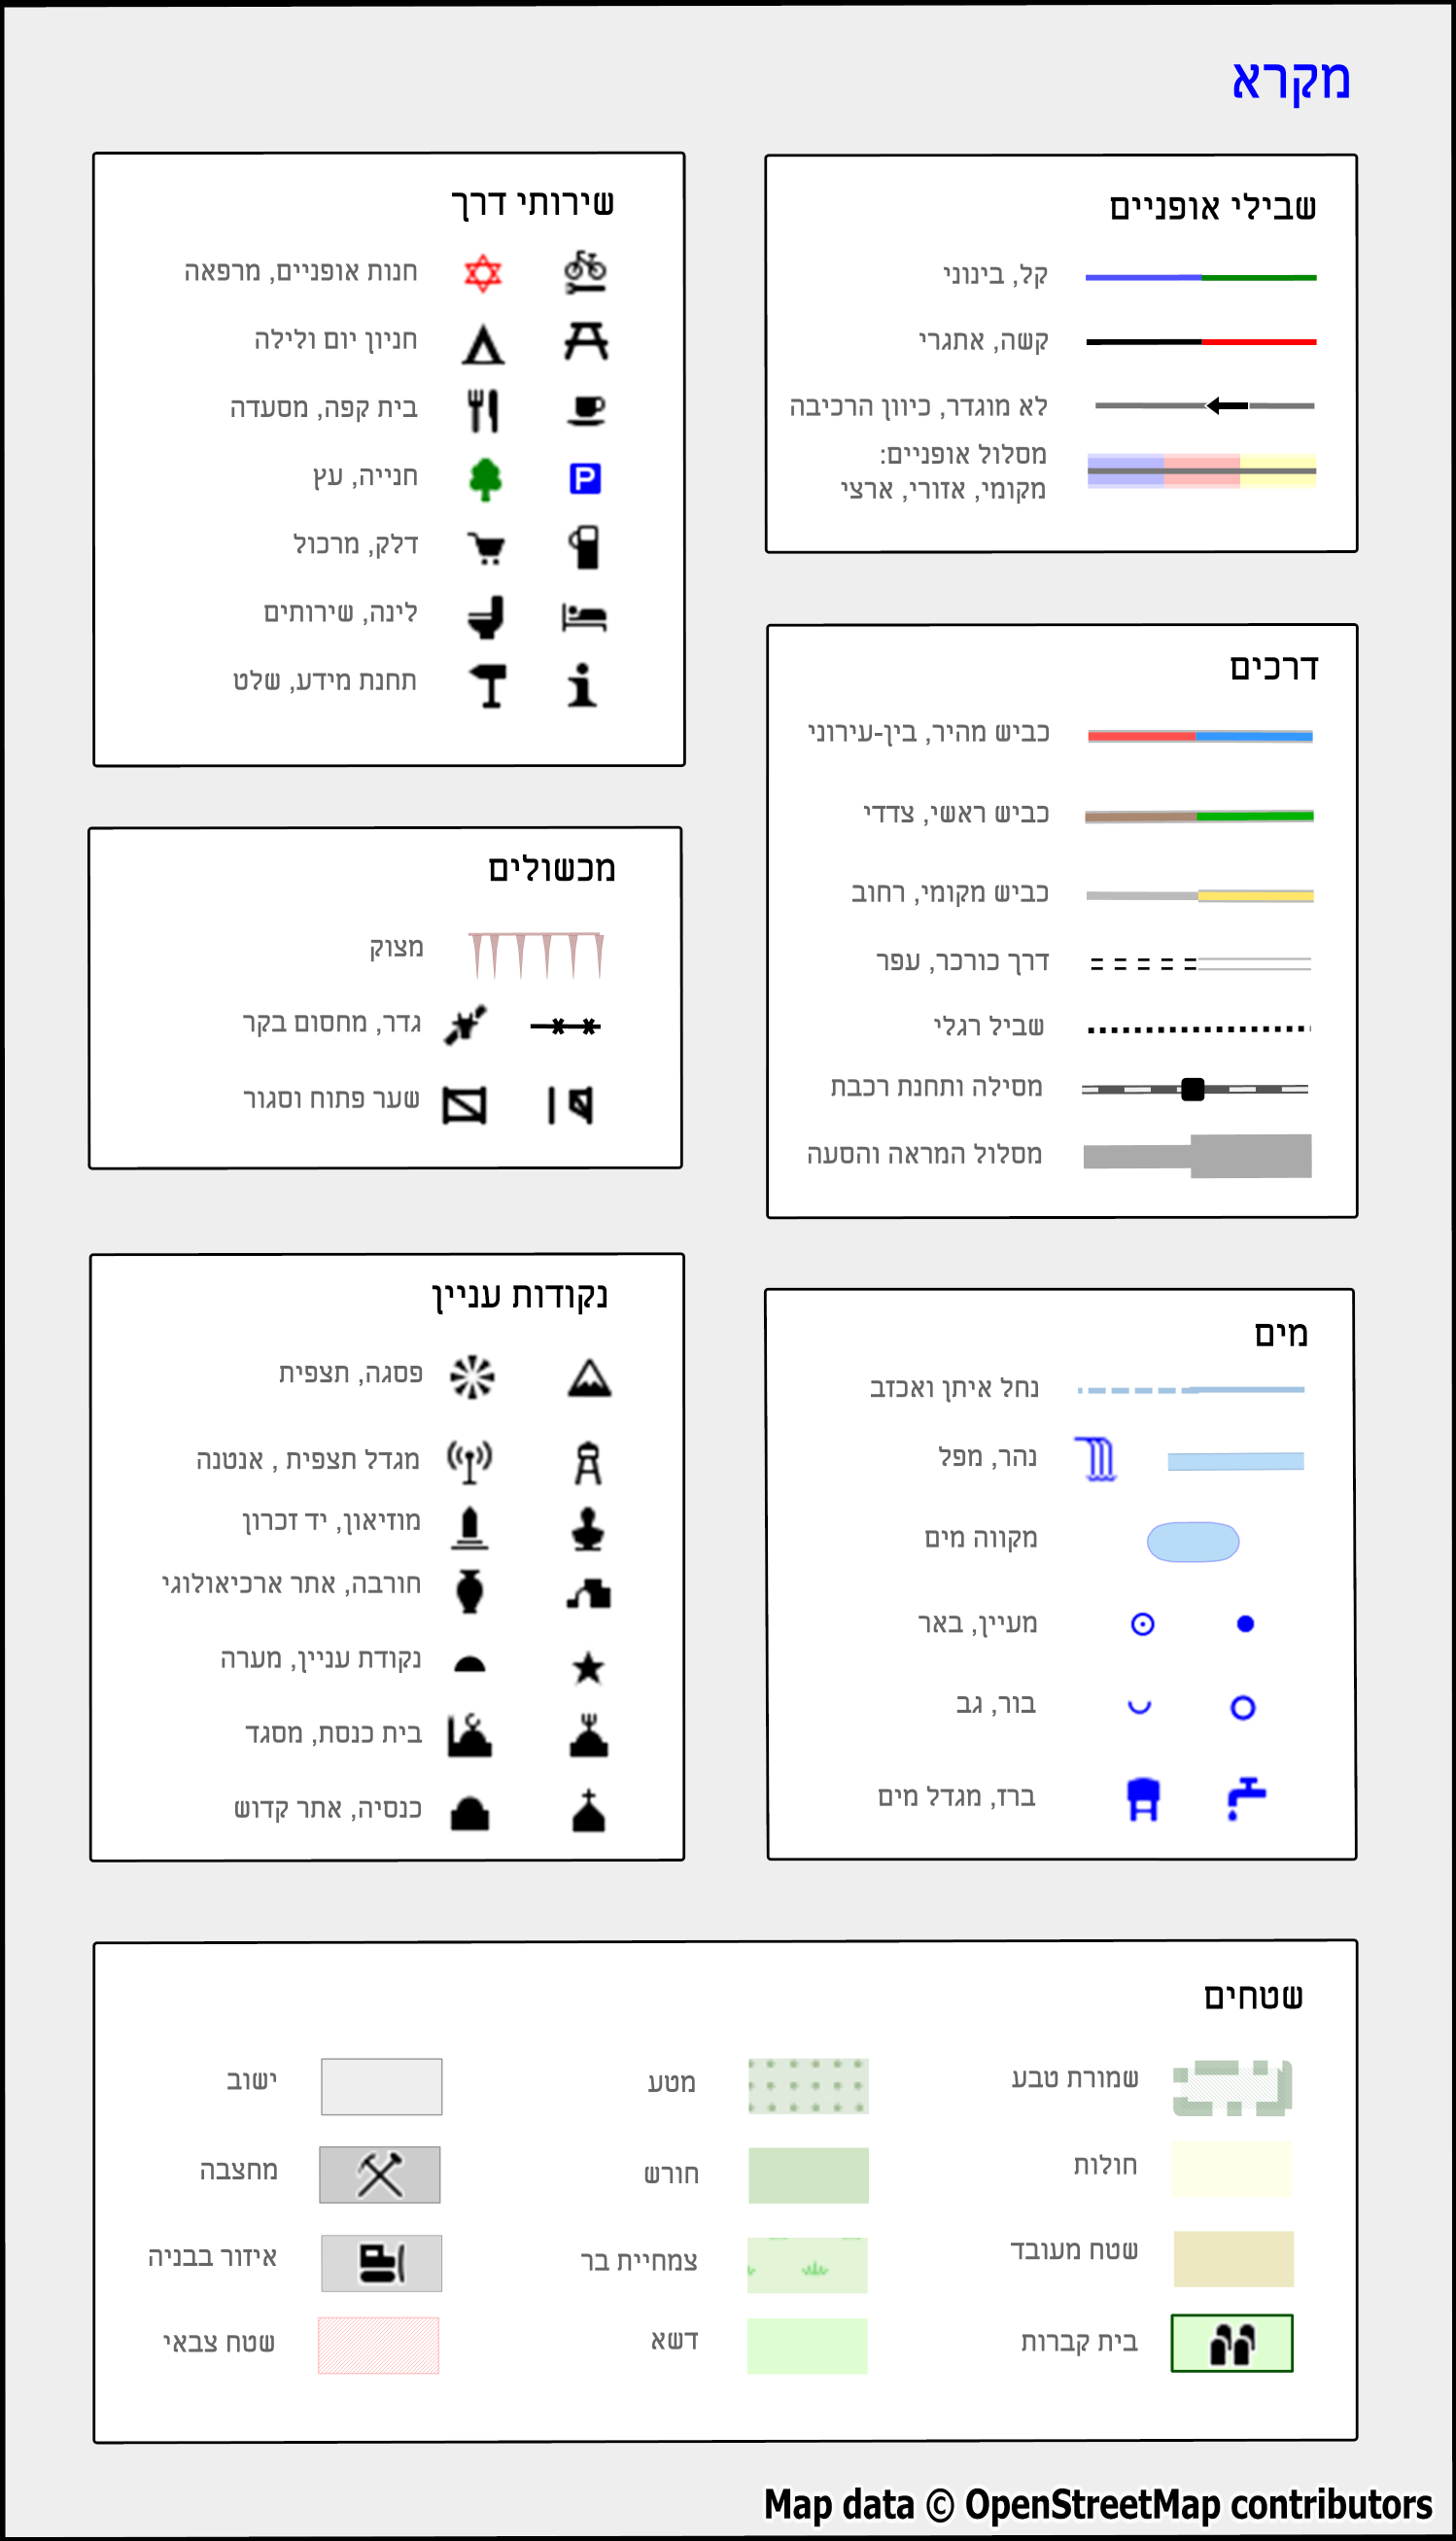 מקרא
שבילי אופניים
קל, בינוני
קשה, אתגרי
לא מוגדר, כיוון הרכיבה
מסלול אופניים:
מקומי, אזורי, ארצי
שירותי דרך
חנות אופניים, מרפאה
חניון יום ולילה
בית קפה, מסעדה
חנייה, עץ
P
דלק, מרכול
לינה, שירותים
תחנת מידע, שלט
דרכים
כביש מהיר, בין-עירוני
כביש ראשי, צדדי
כביש מקומי, רחוב
דרך כורכר, עפר
שביל רגלי
מסילה ותחנת רכבת
מסלול המראה והסעה
מכשולים
מצוק
גדר, מחסום בקר
שער פתוח וסגור
מים
נחל איתן ואכזב
נהר, מפל
מקווה מים
מעיין, באר
בור, גב
ברז, מגדל מים
נקודות עניין
פסגה, תצפית
מגדל תצפית , אנטנה
מוזיאון, יד זכרון
חורבה, אתר ארכיאולוגי
נקודת עניין, מערה
בית כנסת, מסגד
כנסיה, אתר קדוש
שטחים
שמורת טבע
חולות
שטח מעובד
בית קברות
מטע
חורש
צמחיית בר
דשא
ישוב
מחצבה
איזור בבניה
שטח צבאי
Map data © OpenStreetMap contributors